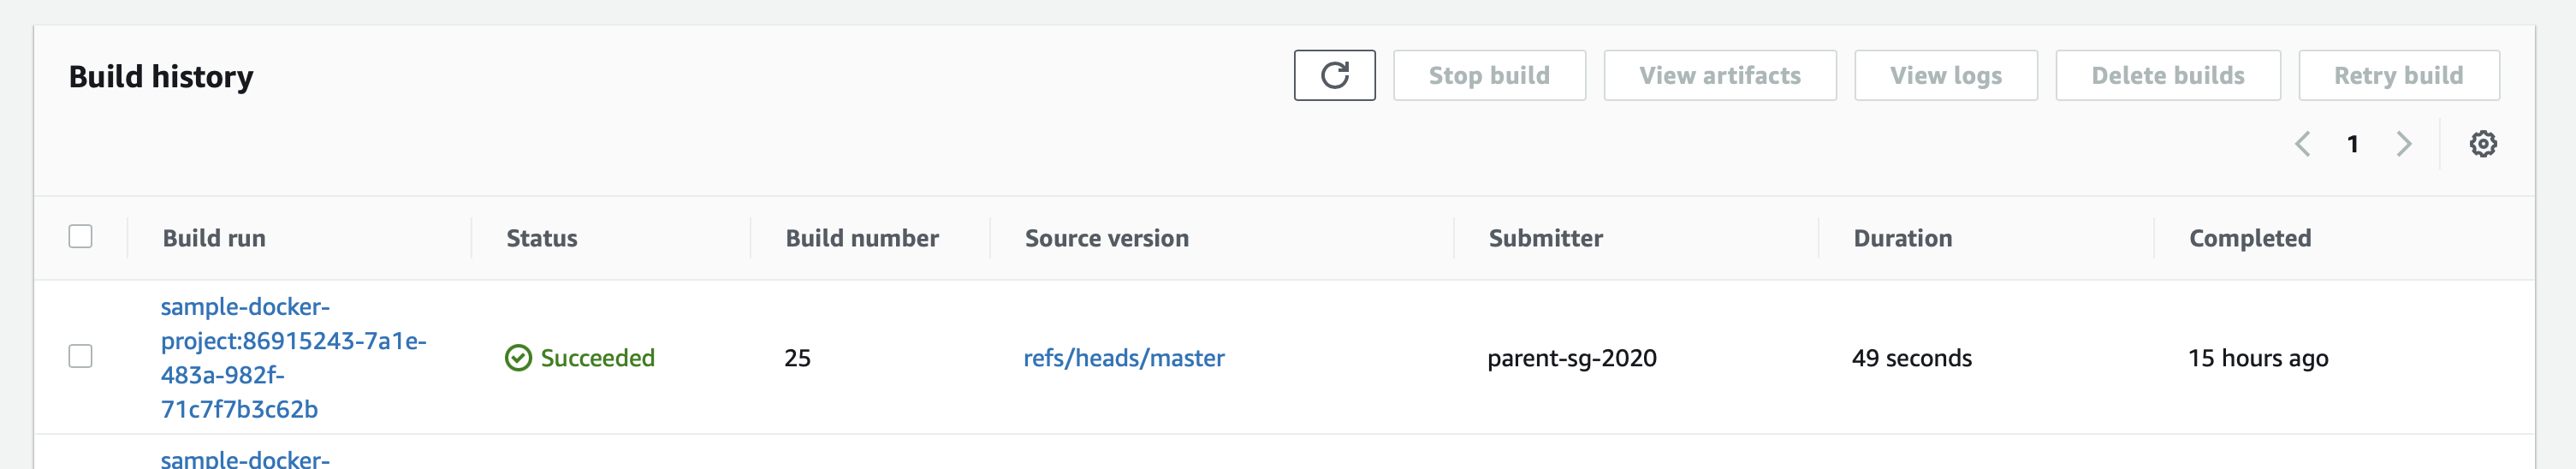 Build history
Stop build
View artifacts
View logs
Delete builds
Retry build
1
Build run
Status
Build number
Source version
Submitter
Duration
Completed
sample-docker-
project:86915243-7a1e-
483a-982f-
71c7f7b3c62b
Succeeded
25
refs/heads/master
parent-sg-2020
49 seconds
15 hours ago
sample-docker-